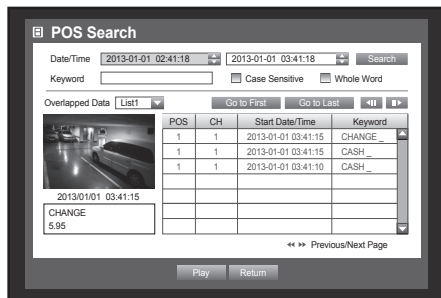 POS Search
Date/Time 2013-01-01 02:41:18 2013-01-01 03:41:18 Search
Keyword Case Sensitive Whole Word
Overlapped Data List1 Go to First Go to Last
POS CH Start Date/Time Keyword
1 1 2013-01-01 03:41:15 CHANGE _
1 1 2013-01-01 03:41:15 CASH _
1 1 2013-01-01 03:41:10 CASH _
2013/01/01 03:41:15
CHANGE
5.95
Previous/Next Page
Play Return